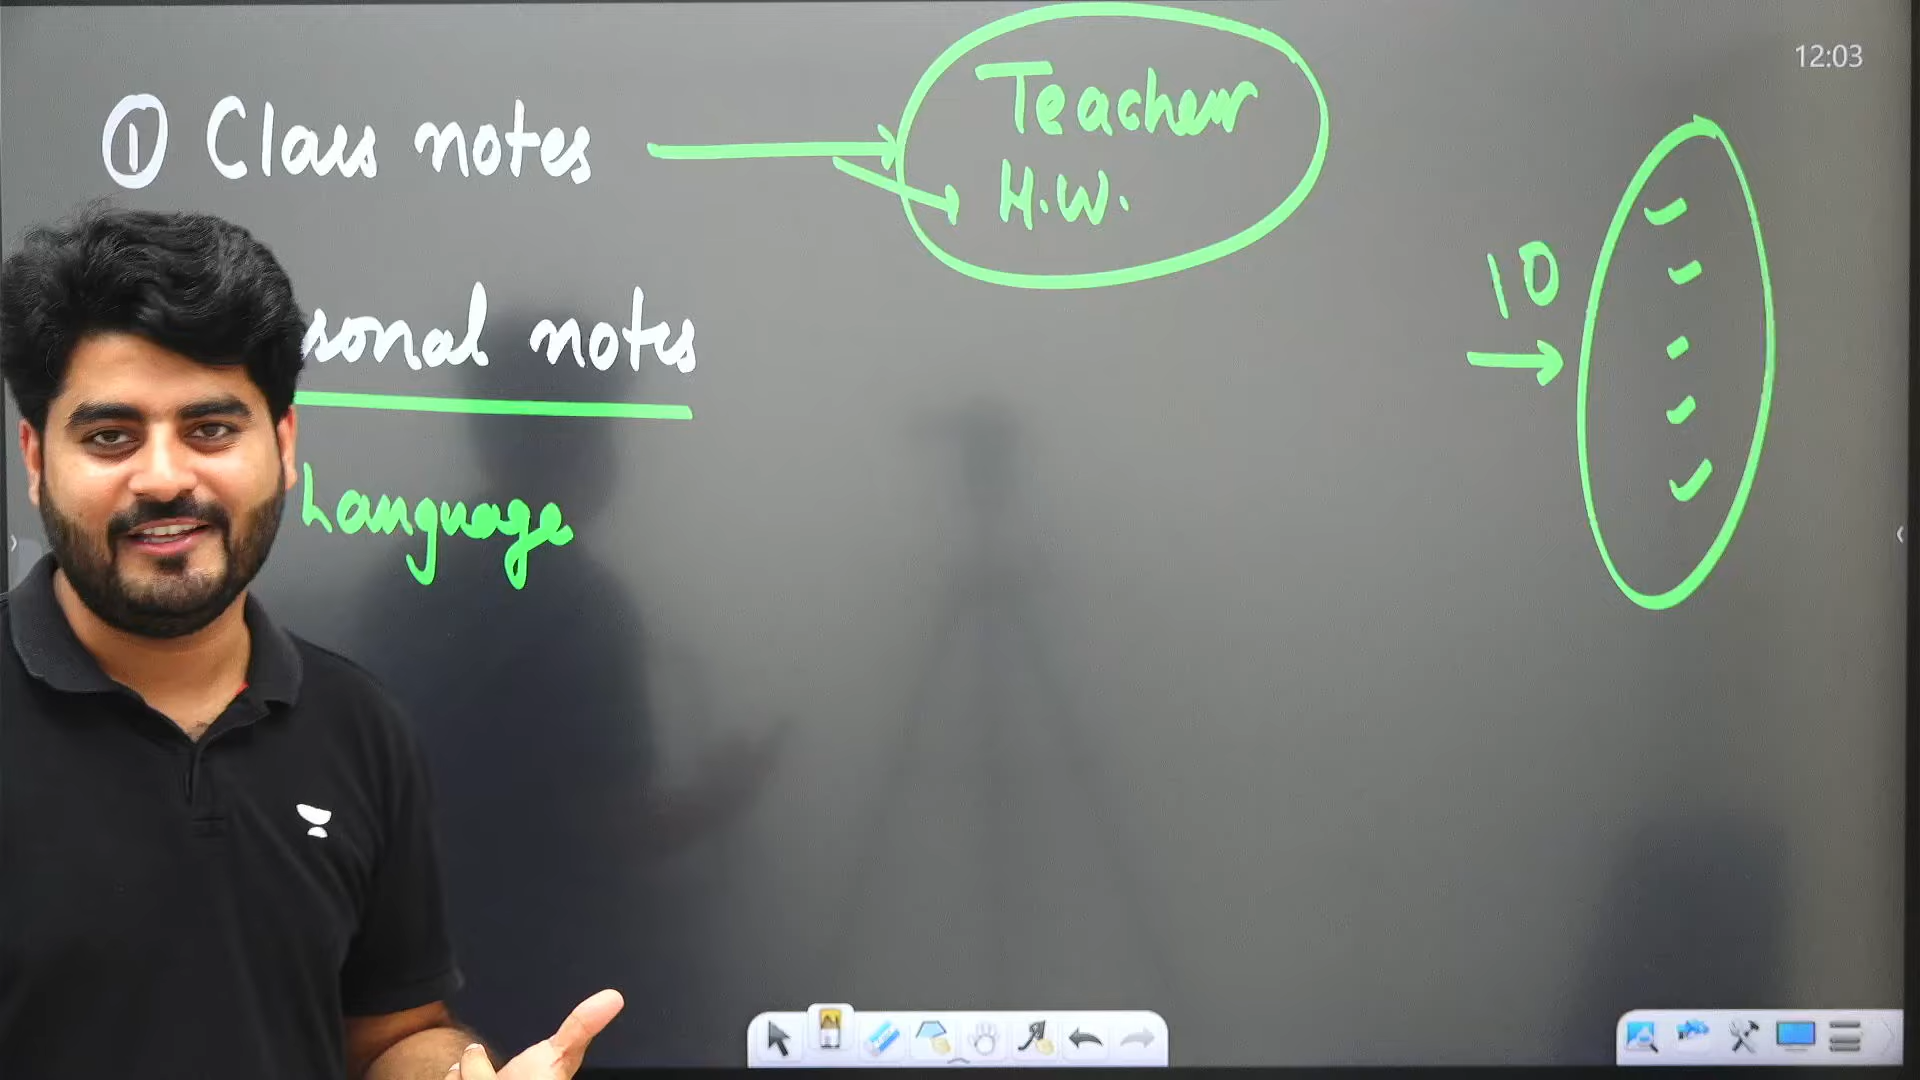 12:03
① Class notes
Teacher
H.W.
10
sonal notes
Language